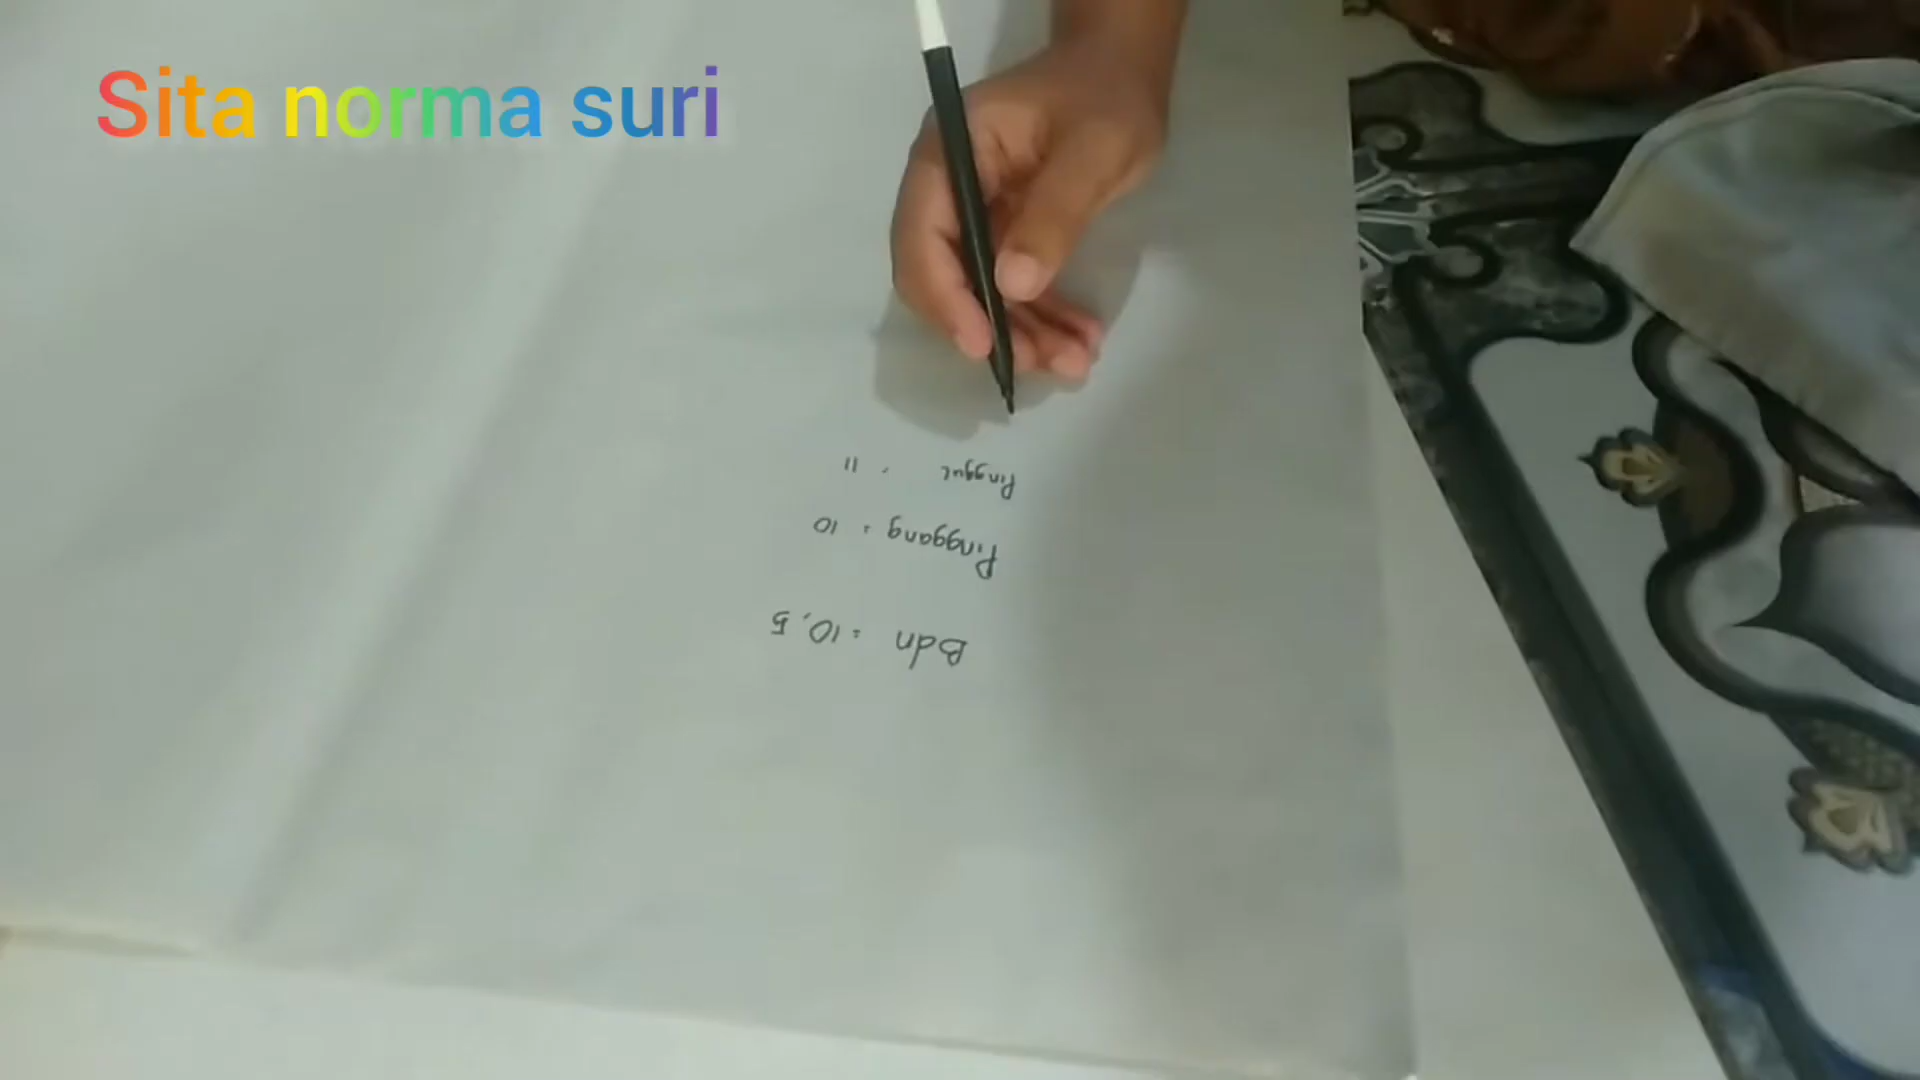 Sita norma suri
Bdn = 10,5
Pinggang = 10
Pinggul = 11